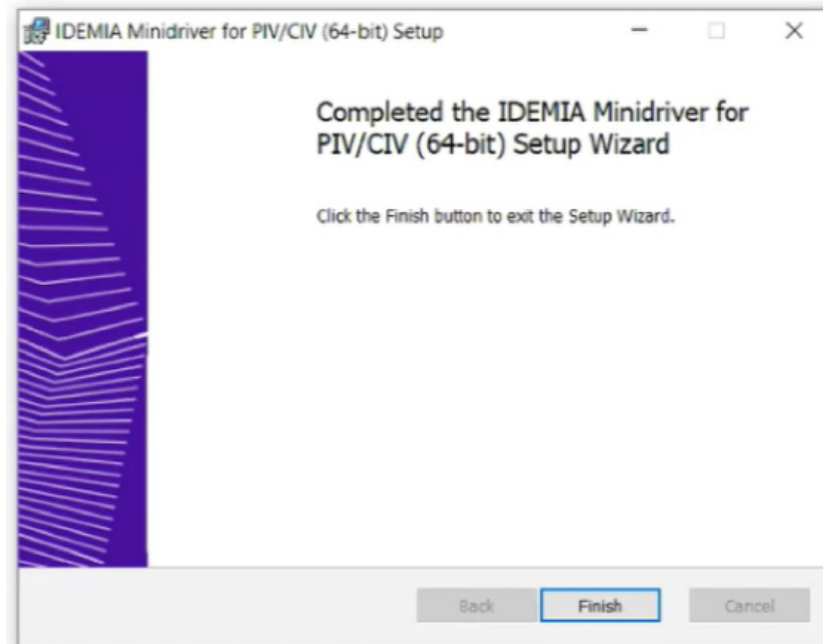 IDEMIA Minidriver for PIV/CIV (64-bit) Setup
Completed the IDEMIA Minidriver for
PIV/CIV (64-bit) Setup Wizard
Click the Finish button to exit the Setup Wizard.
Back
Finish
Cancel